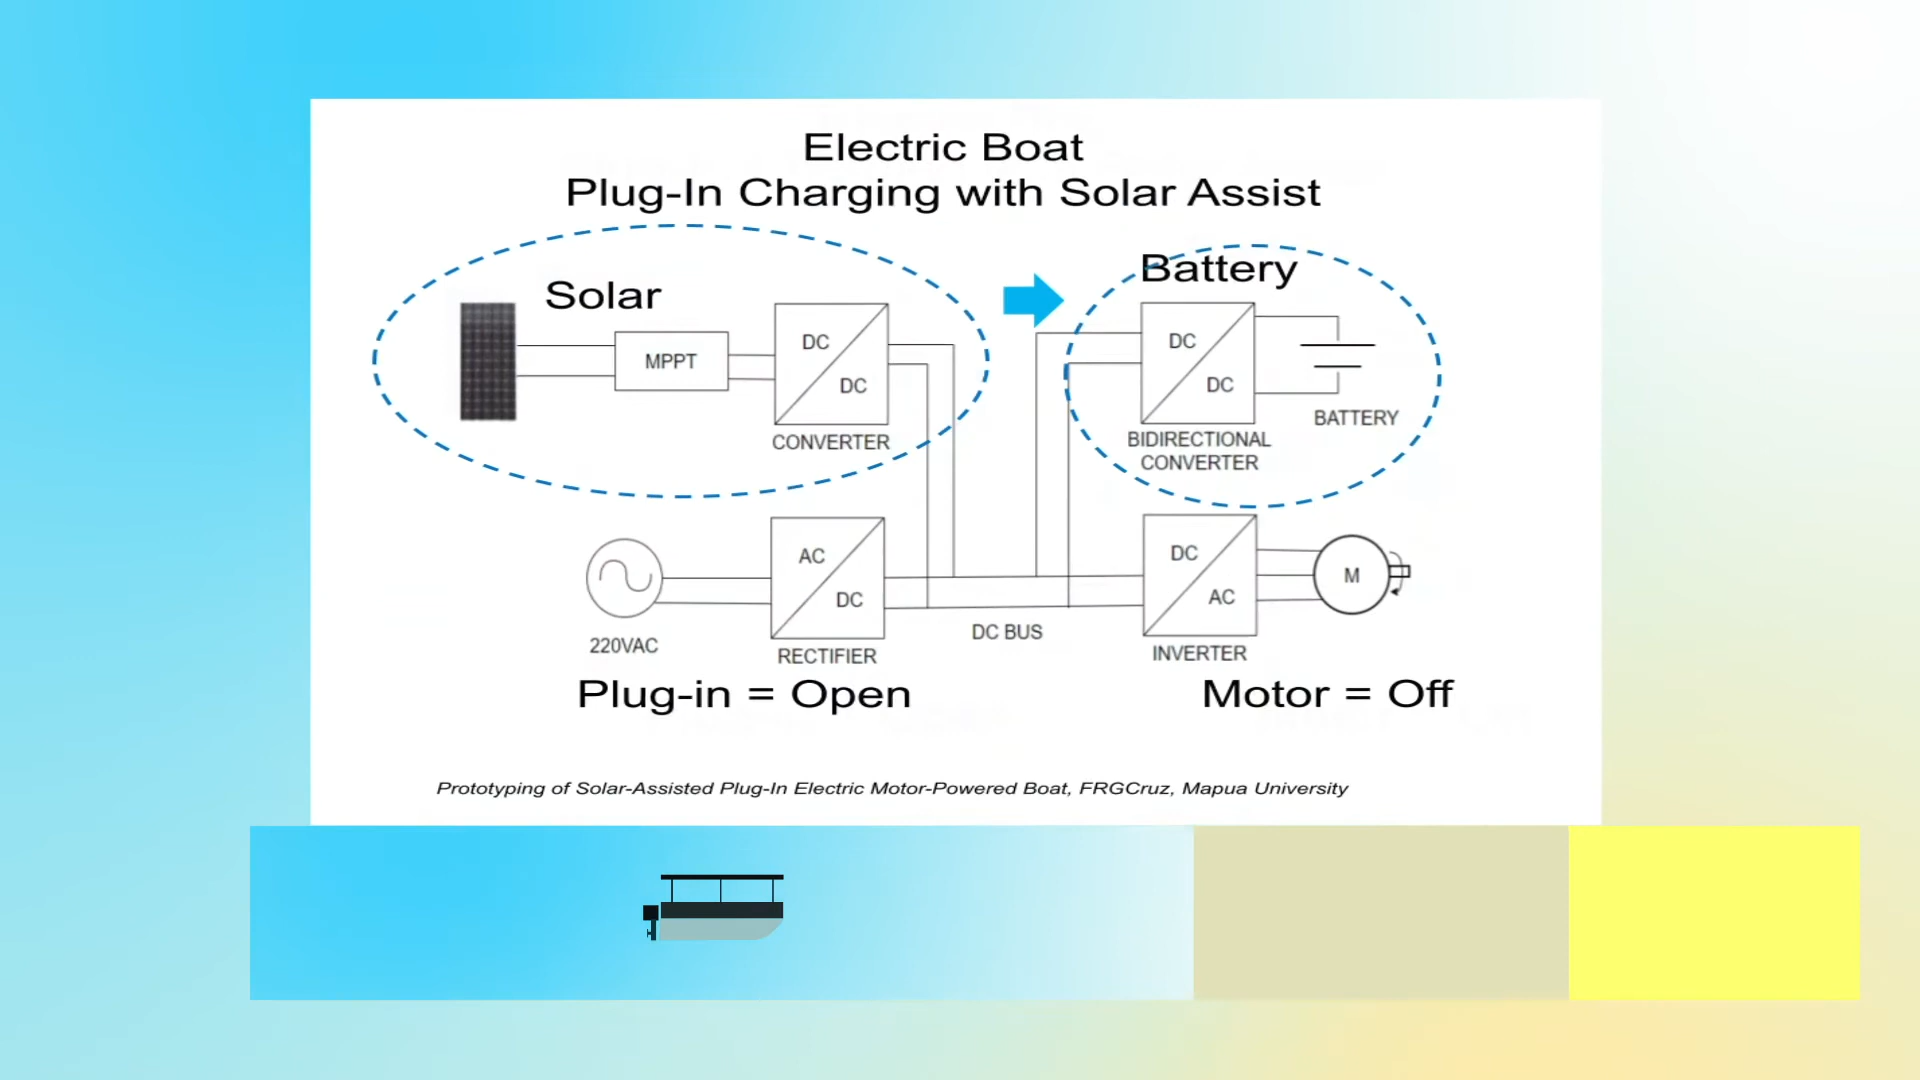 Electric Boat
Plug-In Charging with Solar Assist
Solar
Battery
MPPT
DC
DC
CONVERTER
DC
DC
BIDIRECTIONAL
CONVERTER
BATTERY
220VAC
AC
DC
RECTIFIER
DC BUS
DC
AC
INVERTER
M
Plug-in = Open
Motor = Off
Prototyping of Solar-Assisted Plug-In Electric Motor-Powered Boat, FRGCruz, Mapua University